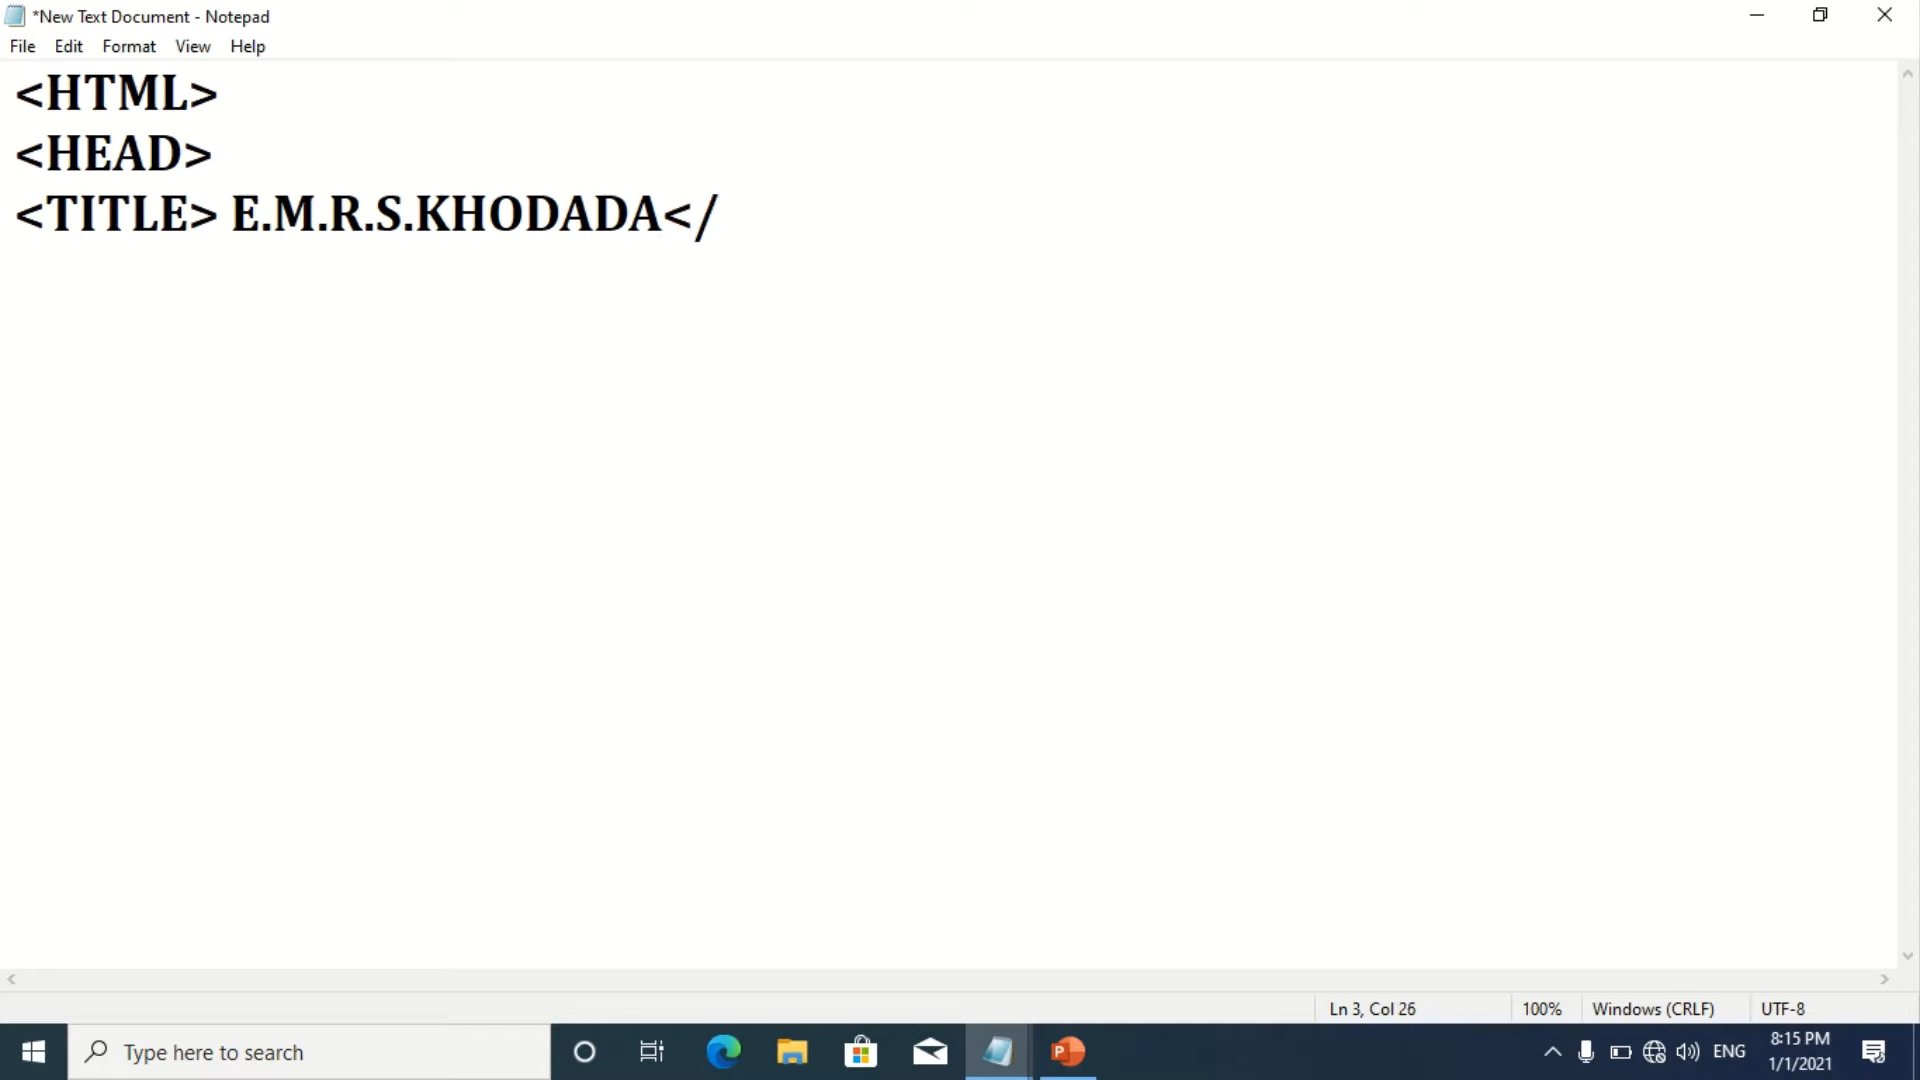 *New Text Document - Notepad
File Edit Format View Help
<HTML>
<HEAD>
<TITLE> E.M.R.S.KHODADA</
Ln 3, Col 26 100% Windows (CRLF) UTF-8
Type here to search
ENG
8:15 PM
1/1/2021